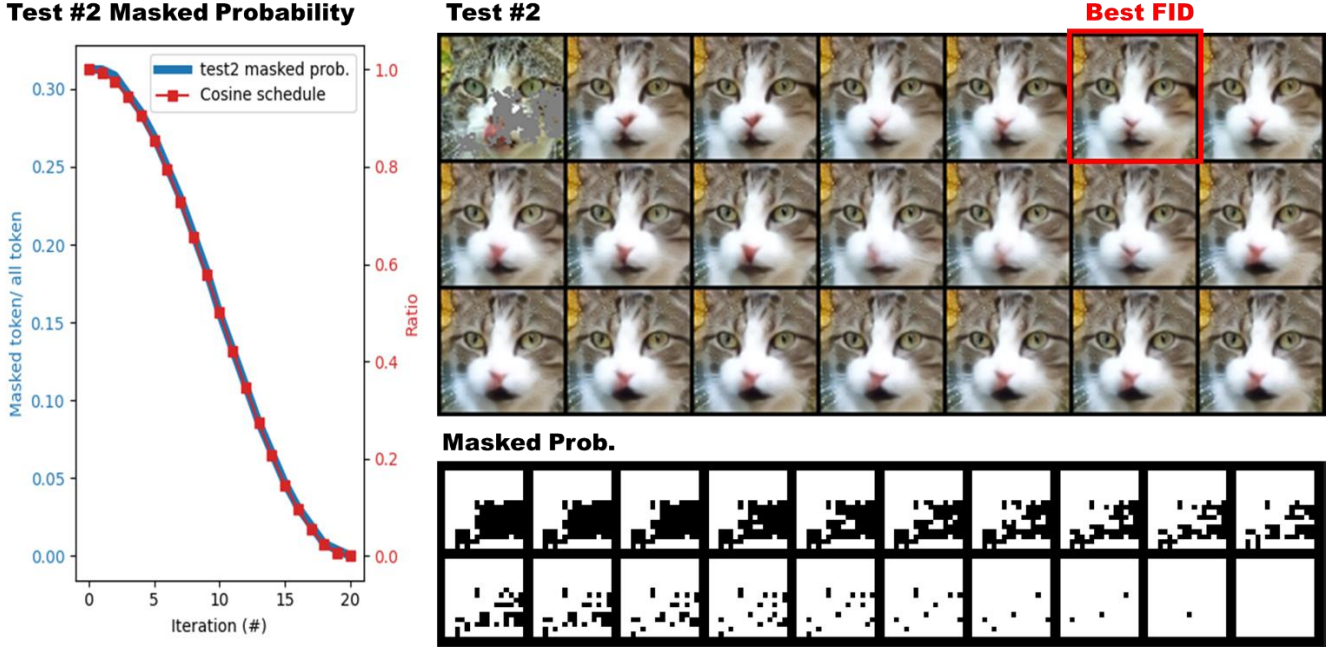 Test #2 Masked Probability
Test #2
Best FID
test2 masked prob.
Cosine schedule
0.30
0.25
0.20
0.15
0.10
0.05
0.00
Masked token/ all token
1.0
0.8
0.6
0.4
0.2
0.0
Ratio
0
5
10
15
20
Iteration (#)
Masked Prob.